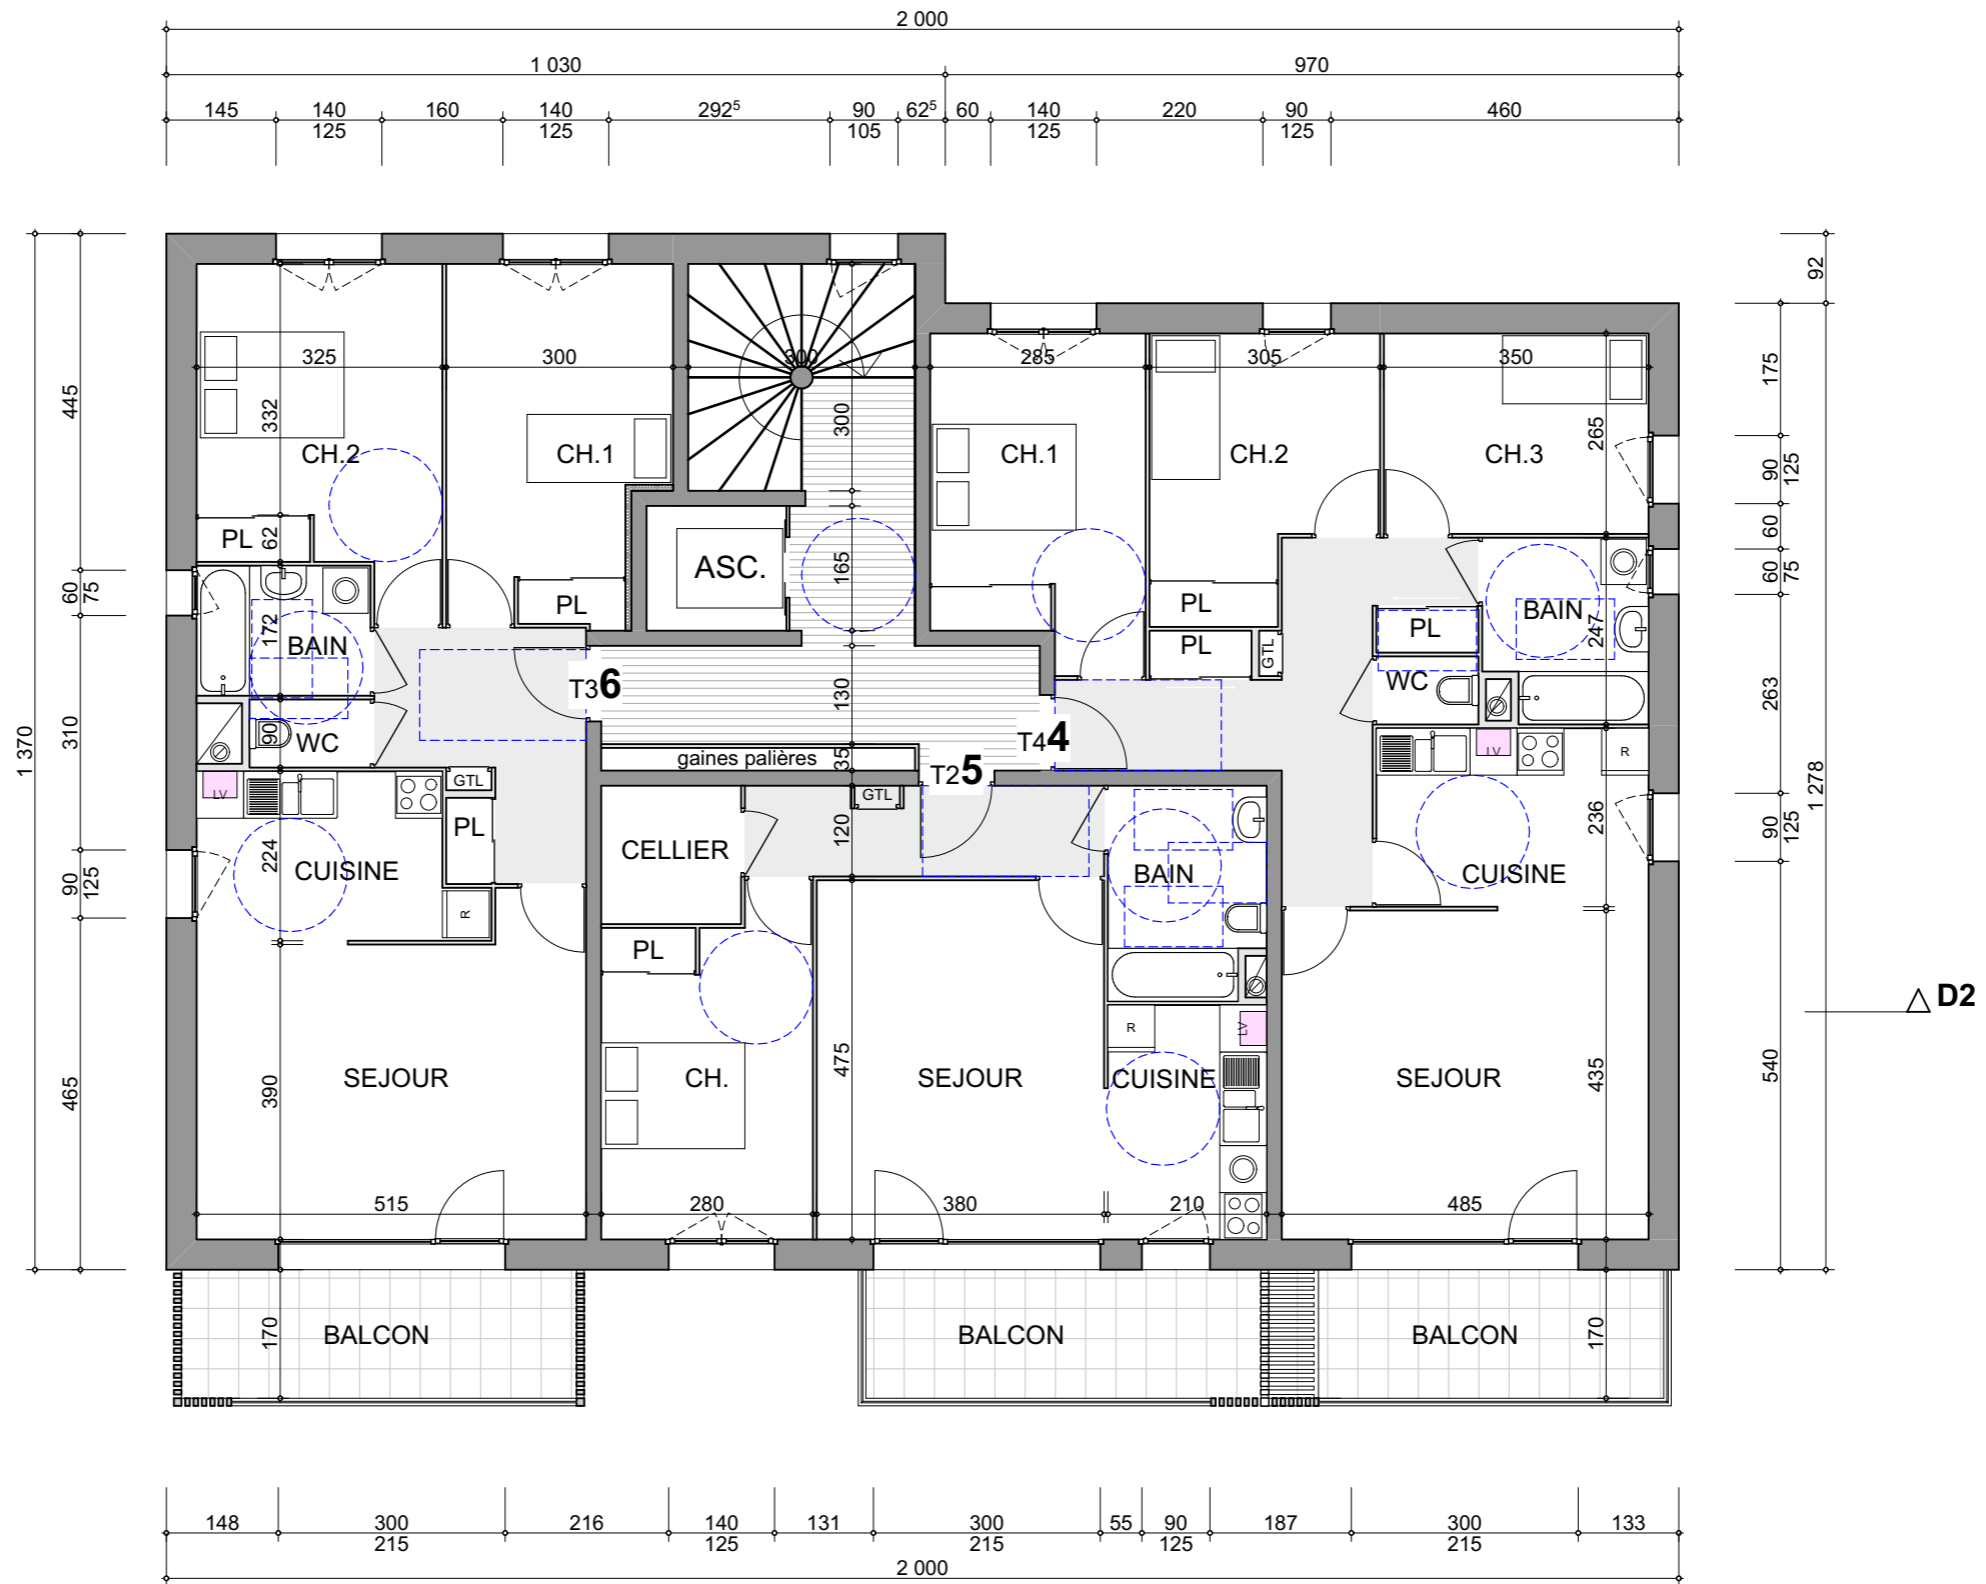 2 000
1 030 970
145 140 160 140 292⁵ 90 62⁵ 60 140 220 90 460
125 125 105 125 125
92
325 300 300 285 305 350
445 332 300 265 175
CH.2 CH.1 CH.1 CH.2 CH.3
90 125
PL 62 ASC. 165
60
60 75 PL PL BAIN 60 75
172 BAIN PL PL 247
GTL
T3 6 130 WC
1 370 310 90 WC T4 4 263
gaines palières 35 LV R
LV GTL T2 5 GTL 1 278
PL 120 236 90 125
224 CUISINE CELLIER BAIN CUISINE
90 125
R
PL
D2
R LV
465 390 SEJOUR CH. 475 SEJOUR CUISINE SEJOUR 435 540
515 280 380 210 485
170 BALCON BALCON BALCON 170
148 300 216 140 131 300 55 90 187 300 133
215 125 215 125 215
2 000